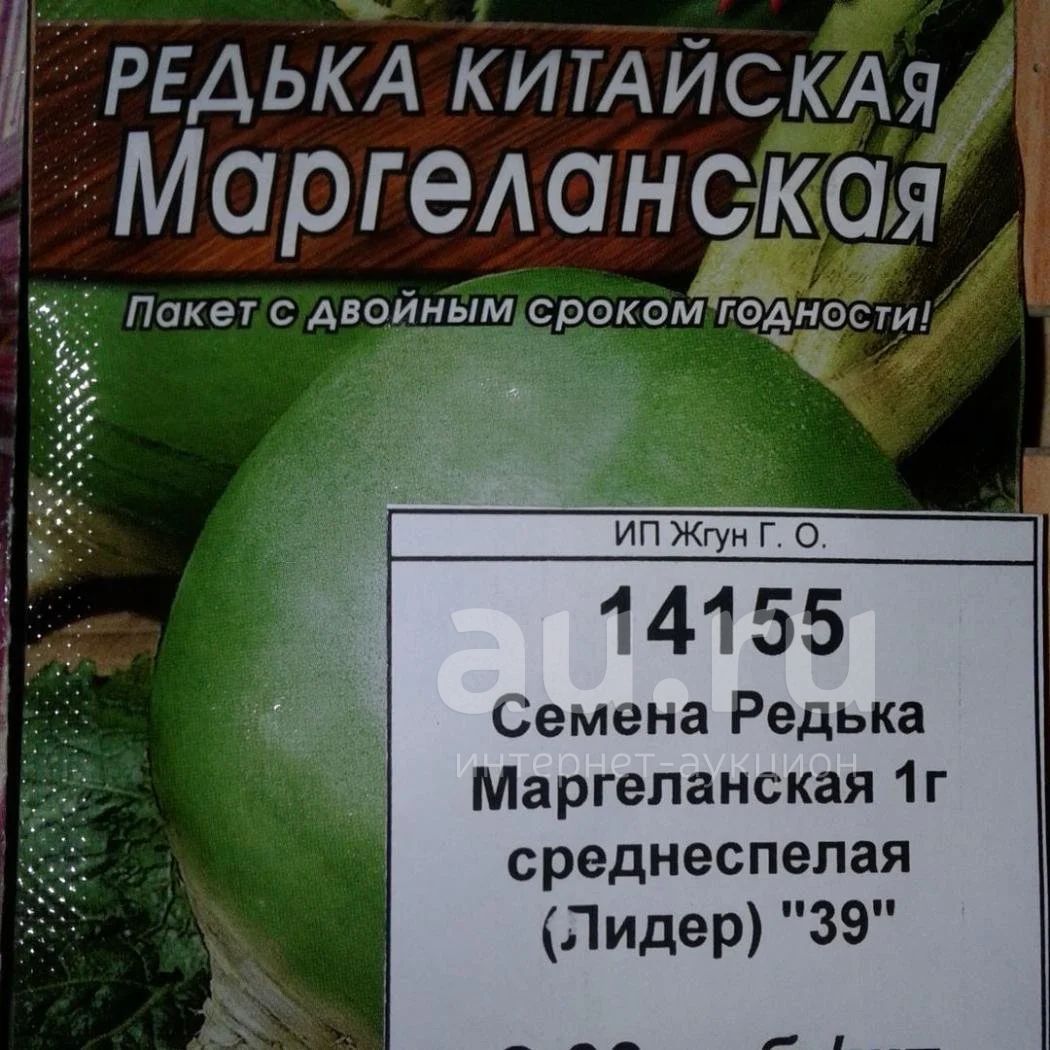 РЕДЬКА КИТАЙСКАЯ
Маргеланская
Пакет с двойным сроком годности!
ИП Жгун Г. О.
14155
au.ru
Семена Редька
интернет-аукцион
Маргеланская 1г
среднеспелая
(Лидер) "39"